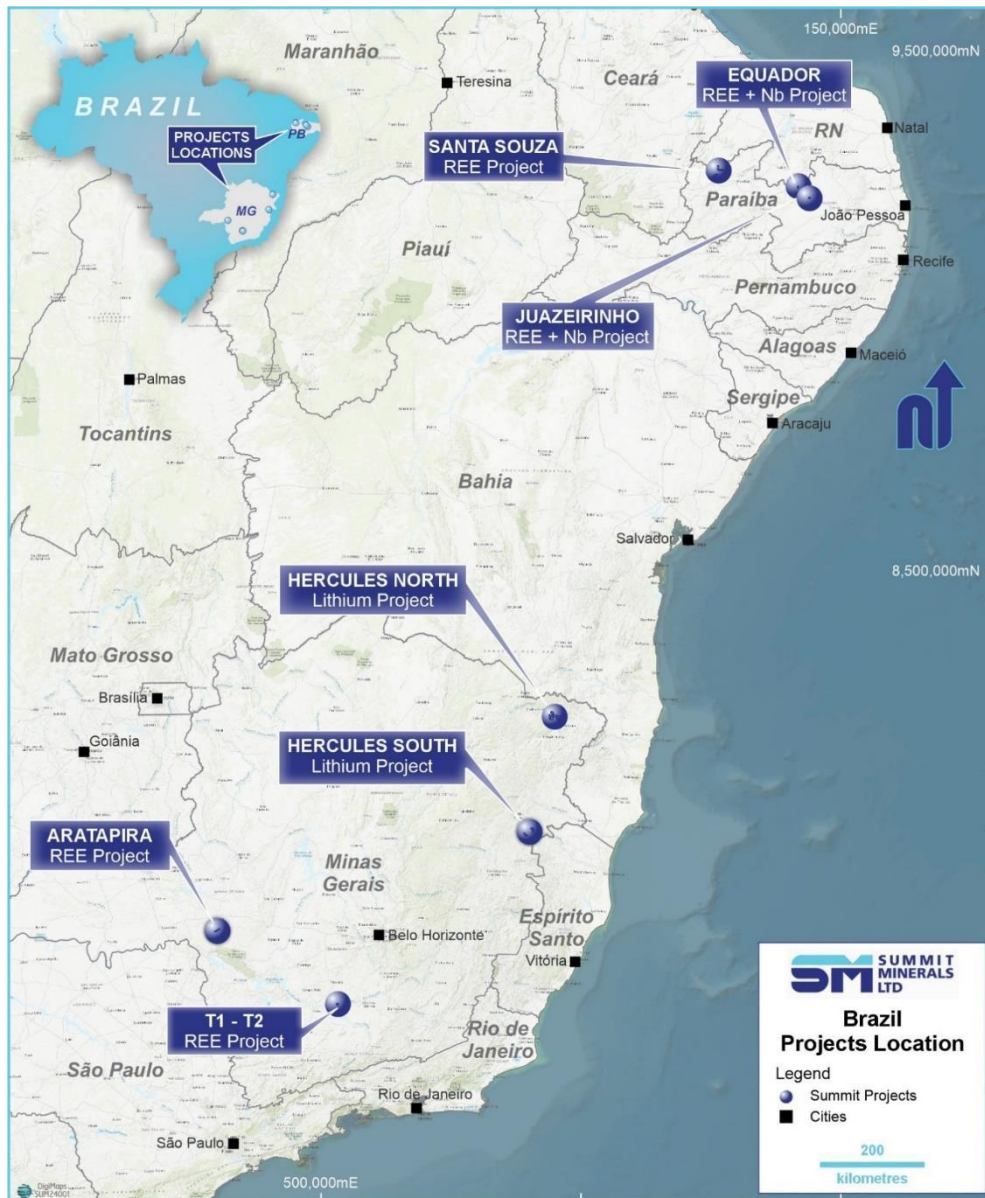 150,000mE
9,500,000mN
Maranhão
Ceará
Teresina
EQUADOR
REE + Nb Project
BRAZIL
PB
PROJECTS
LOCATIONS
MG
RN
Natal
SANTA SOUZA
REE Project
Paraíba
João Pessoa
Piauí
Recife
Pernambuco
JUAZEIRINHO
REE + Nb Project
Alagoas
Maceió
Palmas
Sergipe
Aracaju
Tocantins
n
Bahia
Salvador
8,500,000mN
HERCULES NORTH
Lithium Project
Mato Grosso
Brasília
Goiânia
HERCULES SOUTH
Lithium Project
ARATAPIRA
REE Project
Minas
Gerais
Belo Horizonte
Espírito
Santo
Vitória
T1 - T2
REE Project
Rio de
Janeiro
São Paulo
Rio de Janeiro
São Paulo
500,000mE
DigiMaps
SUM24001
SM SUMMIT
MINERALS
LTD
Brazil
Projects Location
Legend
Summit Projects
Cities
200
kilometres